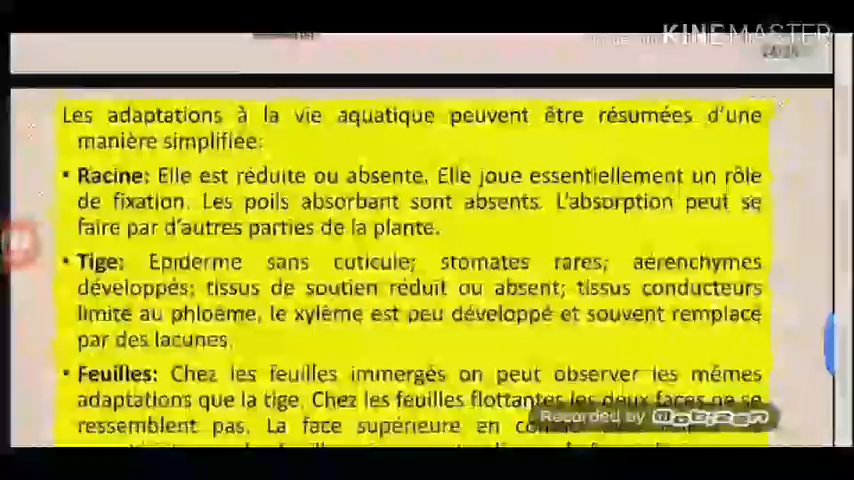 KINEMASTER
Les adaptations à la vie aquatique peuvent être résumées d'une
manière simplifiée:
▪ Racine: Elle est réduite ou absente. Elle joue essentiellement un rôle
de fixation. Les poils absorbant sont absents. L'absorption peut se
faire par d'autres parties de la plante.
▪ Tige: Epiderme sans cuticule; stomates rares; aérenchymes
développés; tissus de soutien réduit ou absent; tissus conducteurs
limité au phloème, le xylème est peu développé et souvent remplacé
par des lacunes.
▪ Feuilles: Chez les feuilles immergés on peut observer les mêmes
adaptations que la tige. Chez les feuilles flottantes les deux faces ne se
ressemblent pas. La face supérieure en
Recorded by